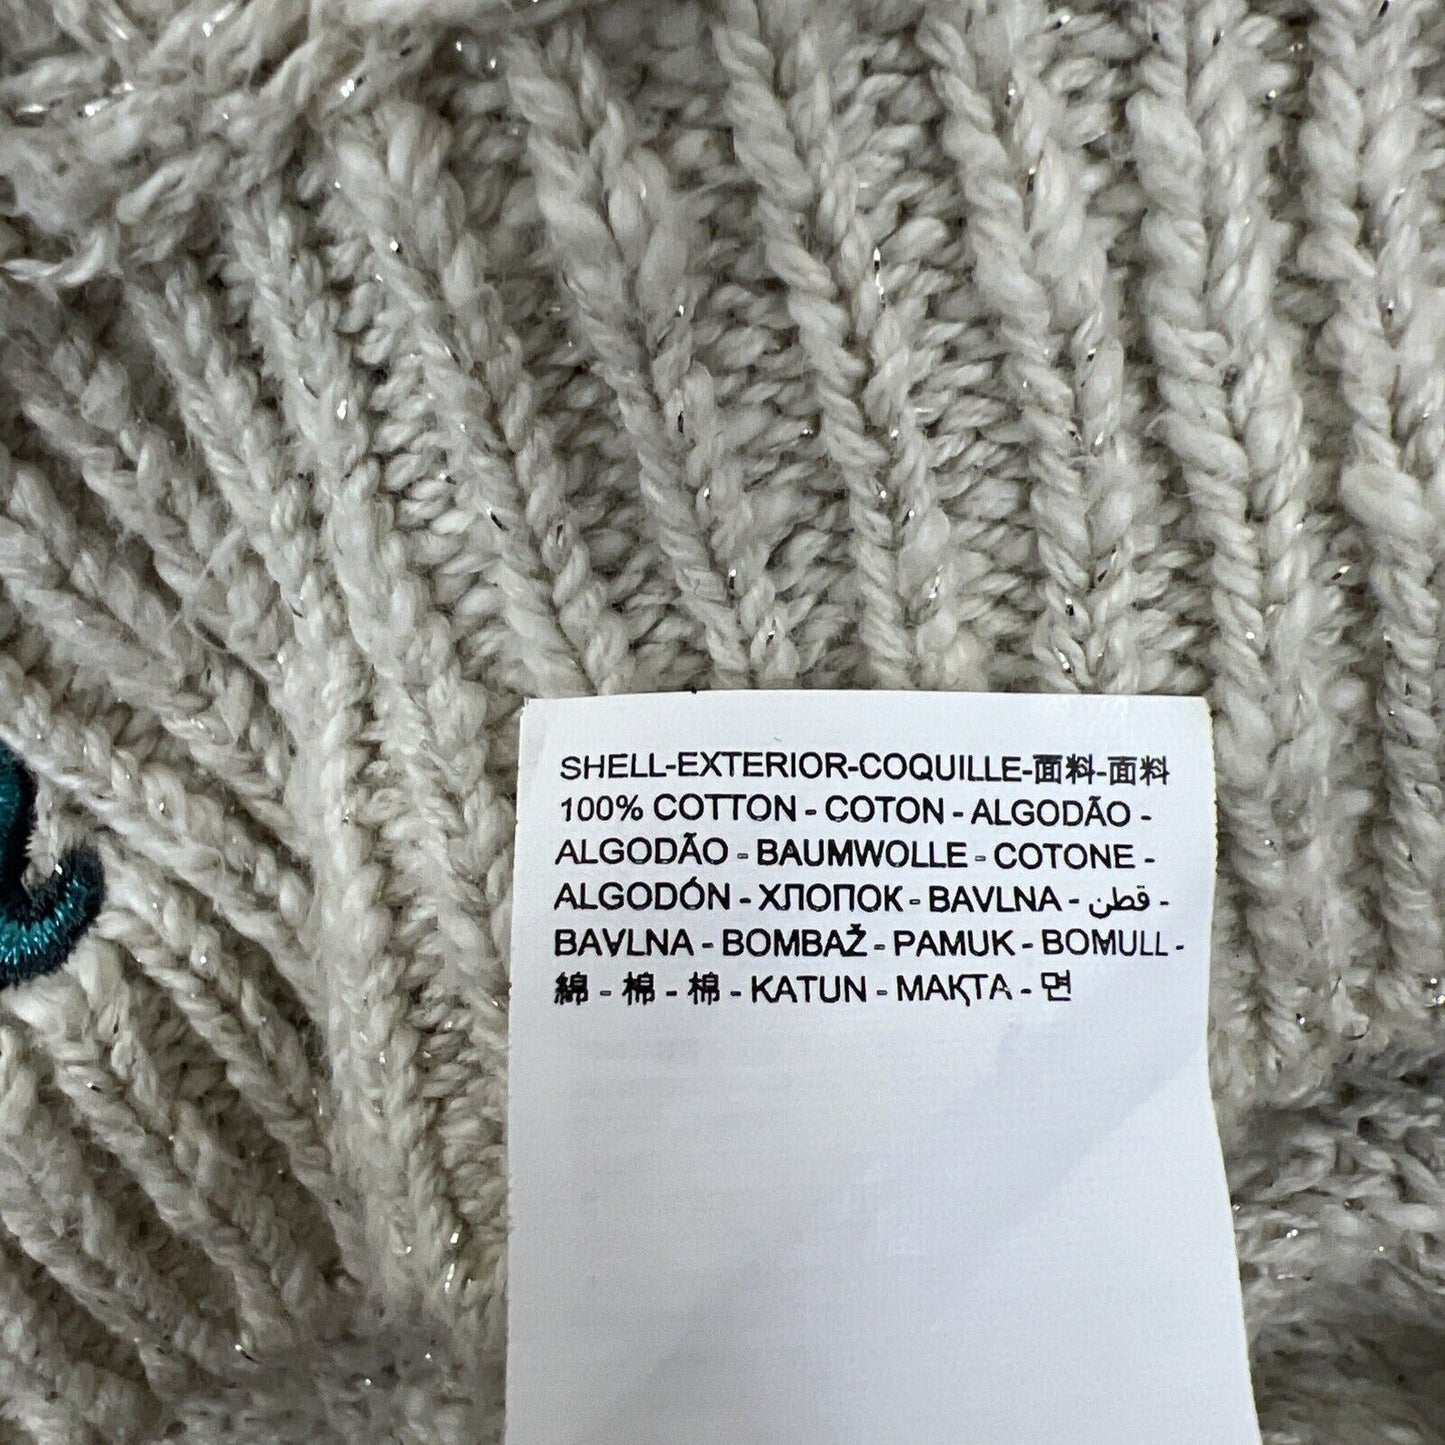 SHELL-EXTERIOR-COQUILLE-面料-面料
100% COTTON - COTON - ALGODÃO -
ALGODÃO - BAUMWOLLE - COTONE -
ALGODÓN - ХЛОПОК - BAVLNA - قطن -
BAVLNA - BOMBAŽ - PAMUK - BOMULL -
綿 - 棉 - 棉 - KATUN - МАҚТА - 면